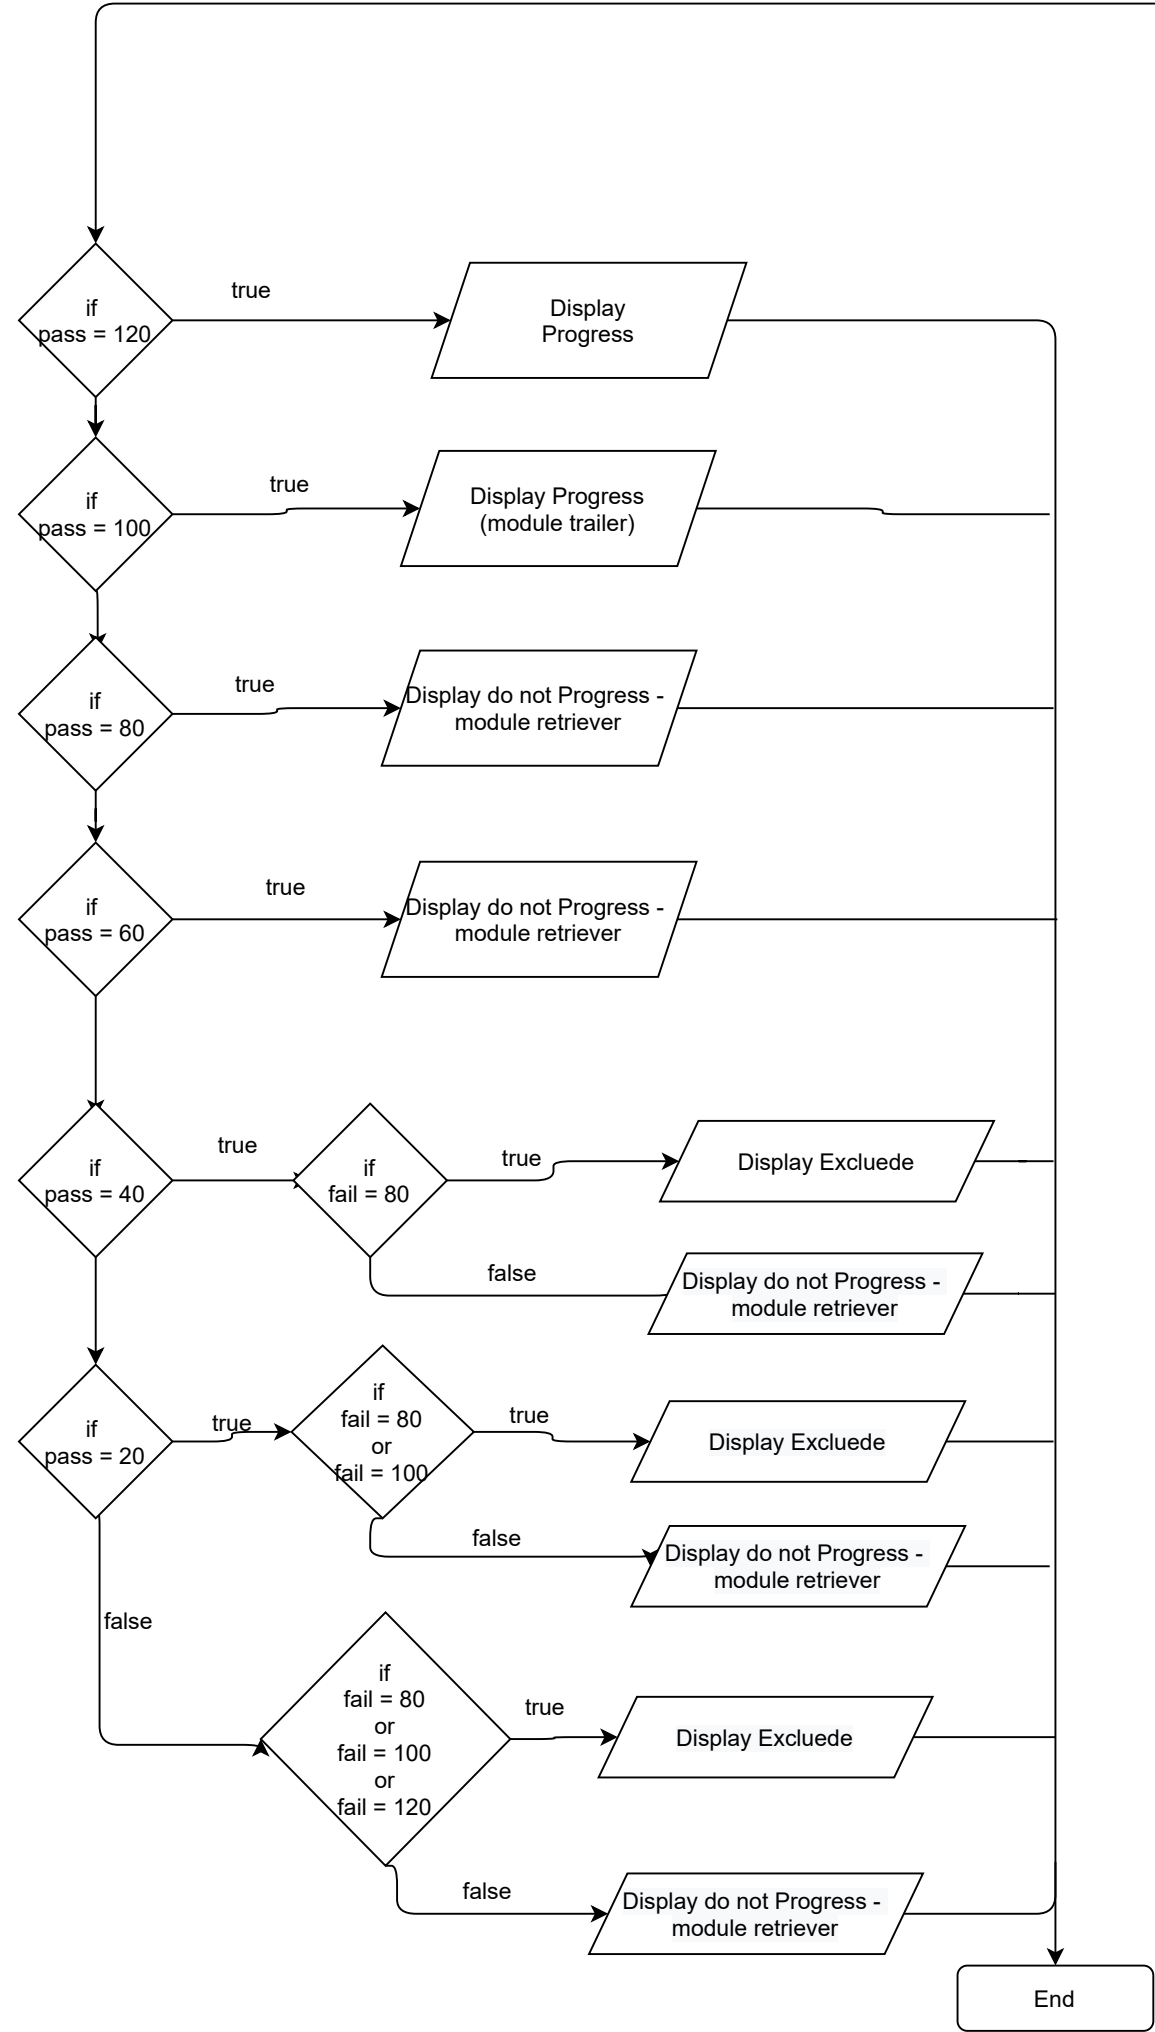 if
pass = 120
true
Display
Progress
if
pass = 100
true
Display Progress
(module trailer)
if
pass = 80
true
Display do not Progress -
module retriever
if
pass = 60
true
Display do not Progress -
module retriever
if
pass = 40
true
if
fail = 80
true
Display Excluede
false
Display do not Progress -
module retriever
if
pass = 20
true
if
fail = 80
or
fail = 100
true
Display Excluede
false
Display do not Progress -
module retriever
false
if
fail = 80
or
fail = 100
or
fail = 120
true
Display Excluede
false
Display do not Progress -
module retriever
End